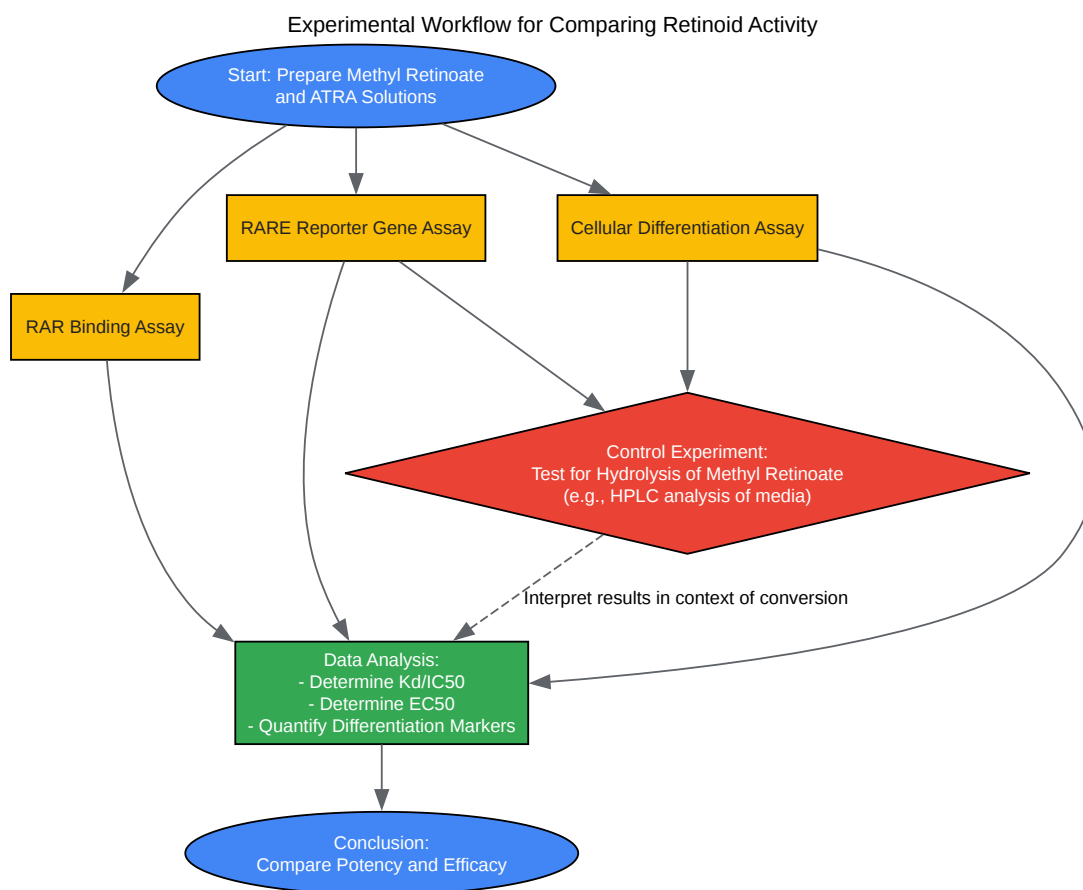 Experimental Workflow for Comparing Retinoid Activity
Start: Prepare Methyl Retinoate
and ATRA Solutions
RARE Reporter Gene Assay
Cellular Differentiation Assay
RAR Binding Assay
Control Experiment:
Test for Hydrolysis of Methyl Retinoate
(e.g., HPLC analysis of media)
Interpret results in context of conversion
Data Analysis:
- Determine Kd/IC50
- Determine EC50
- Quantify Differentiation Markers
Conclusion:
Compare Potency and Efficacy